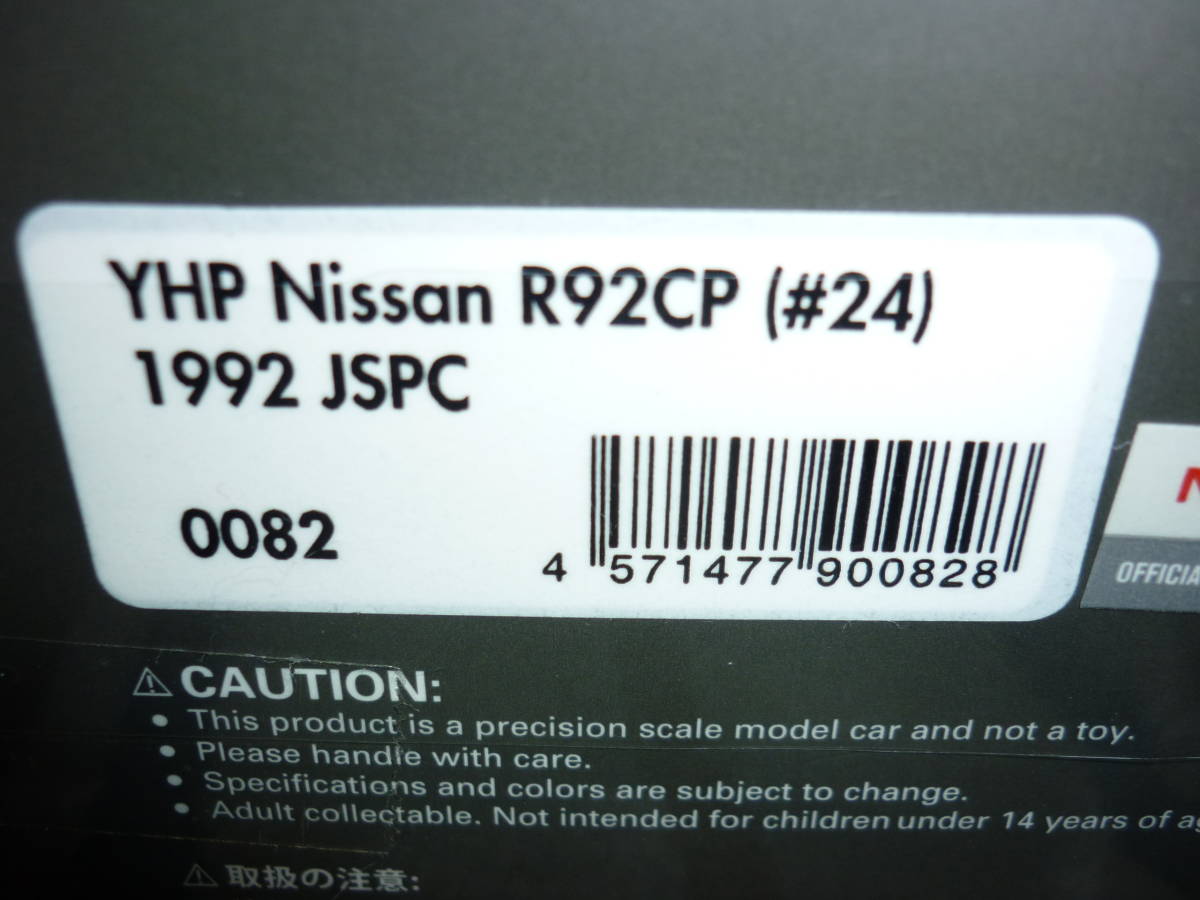 YHP Nissan R92CP (#24)
1992 JSPC
0082
4 571477 900828
OFFICIA
⚠CAUTION:
• This product is a precision scale model car and not a toy.
• Please handle with care.
• Specifications and colors are subject to change.
• Adult collectable. Not intended for children under 14 years of ag
⚠取扱の注意: